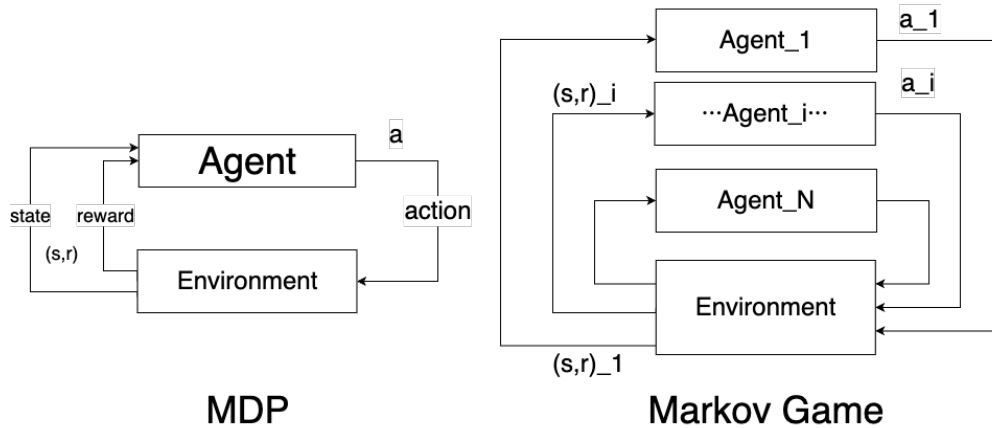 a
Agent
state
reward
action
(s,r)
Environment
MDP
a_1
Agent_1
a_i
(s,r)_i
···Agent_i···
Agent_N
Environment
(s,r)_1
Markov Game